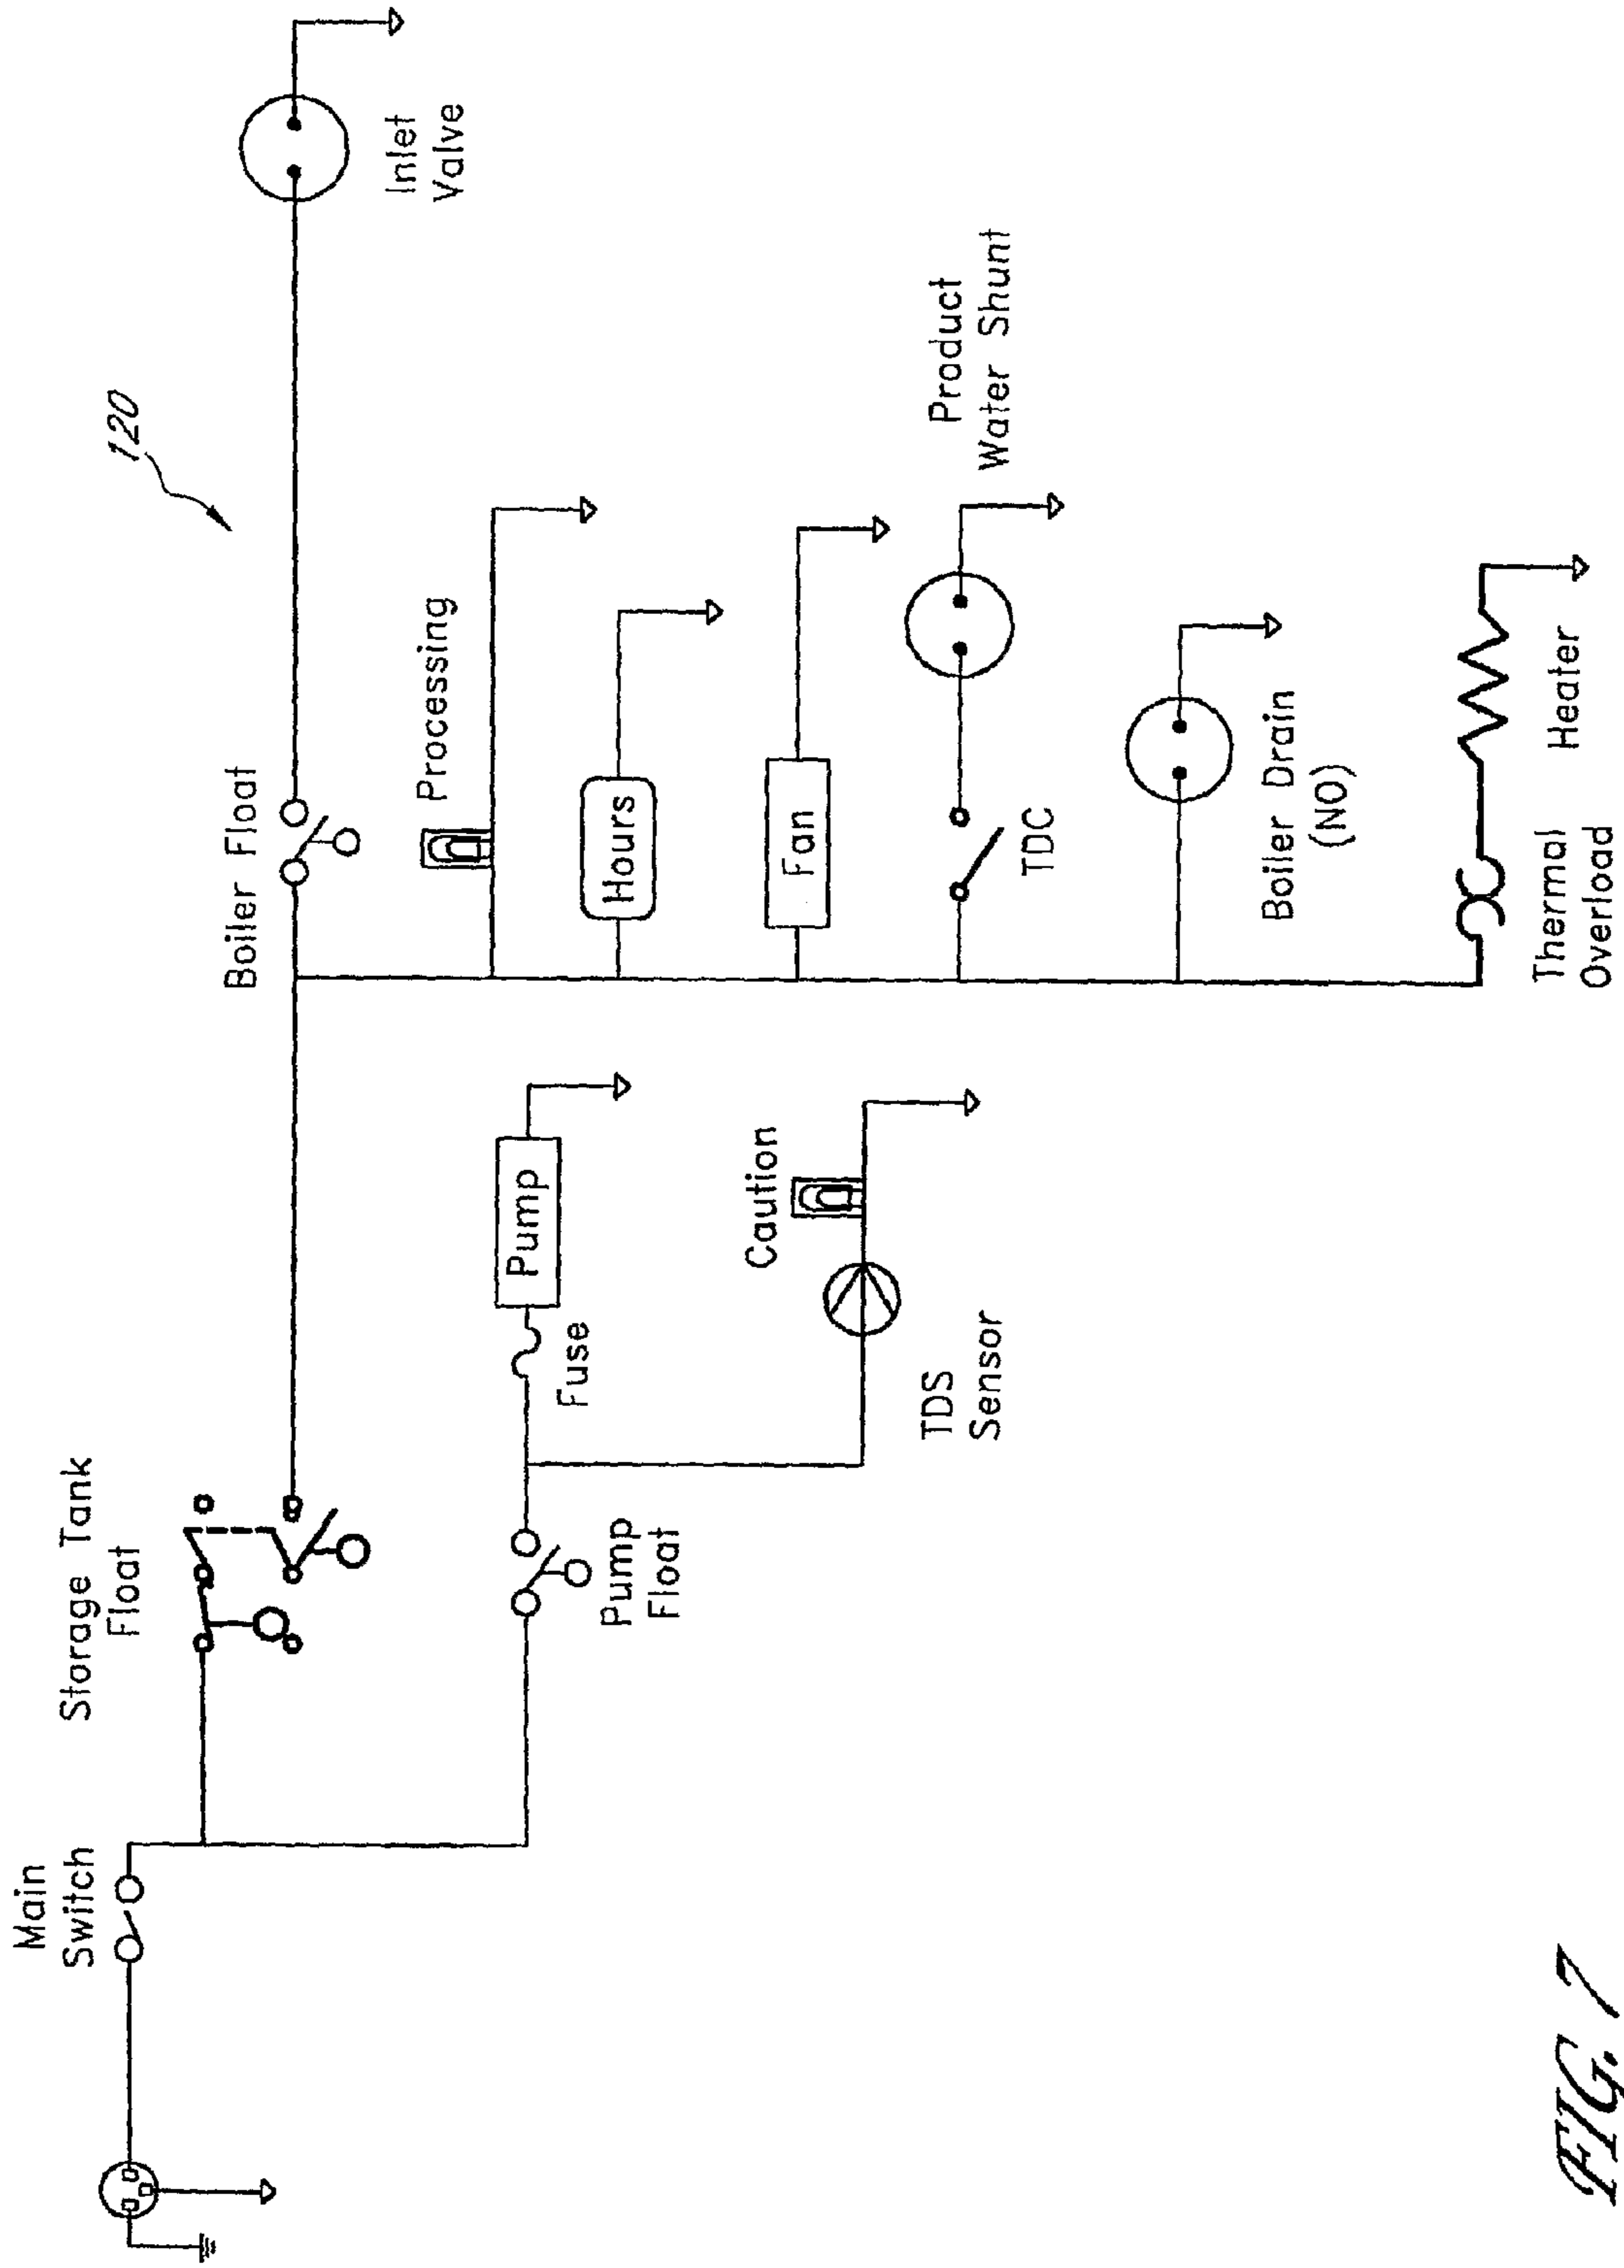 Main
Switch
Storage Tank
Float
Pump
Float
Fuse
Pump
TDS
Sensor
Caution
120
Boiler Float
Inlet
Valve
Processing
Hours
Fan
TDC
Product
Water Shunt
Boiler Drain
(NO)
Thermal
Overload
Heater
FIG. 7